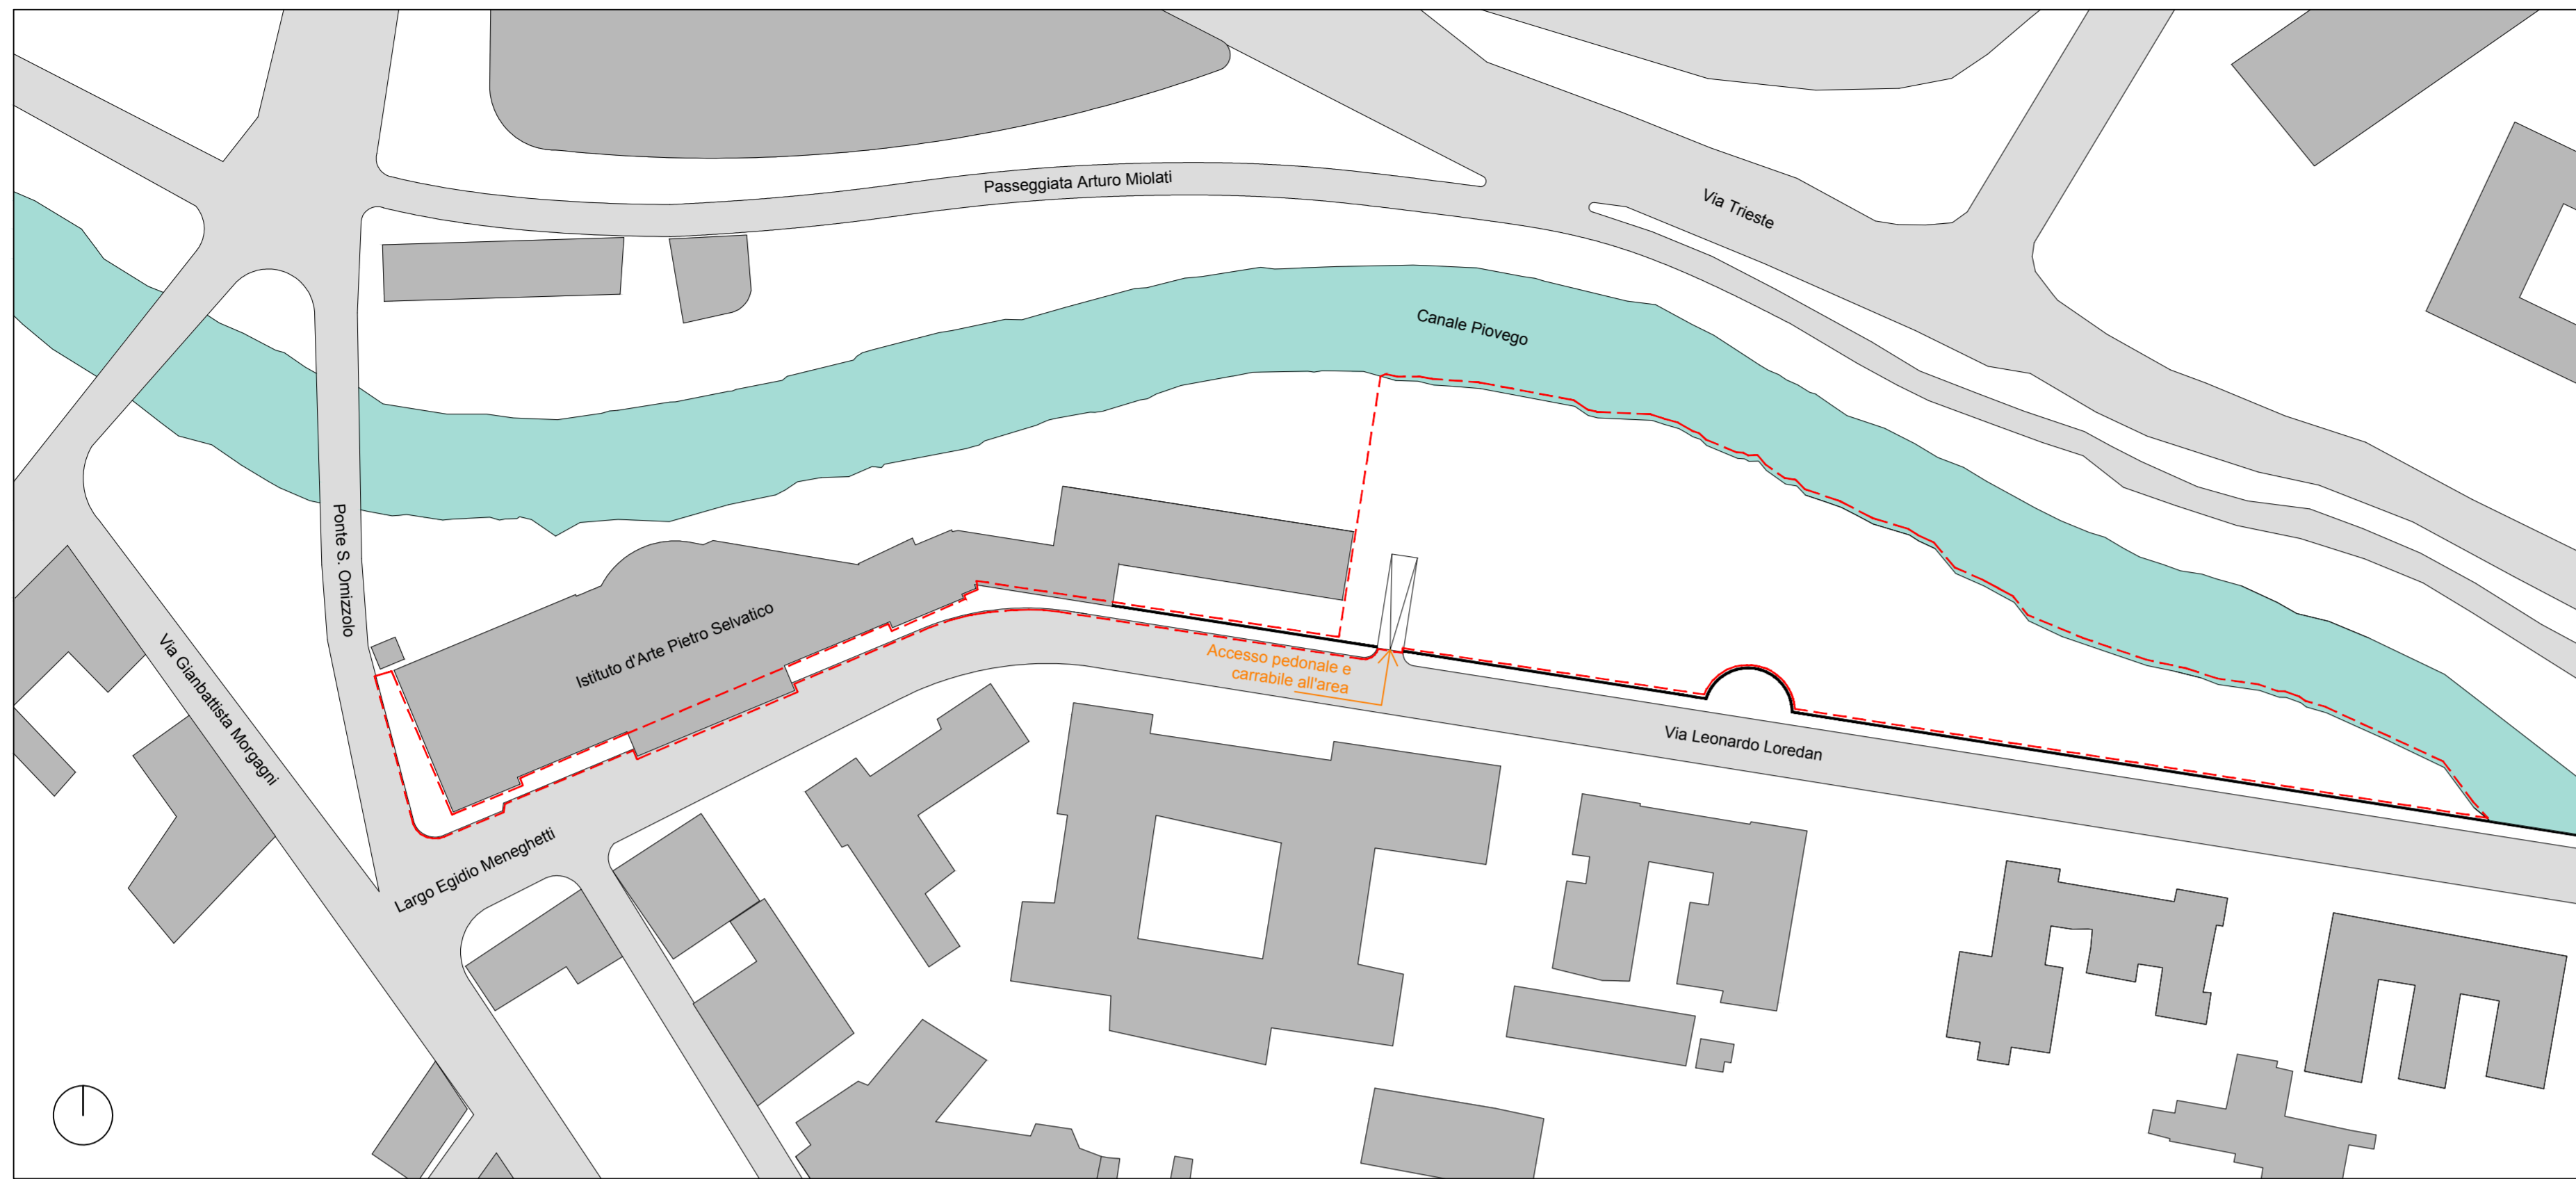 Passeggiata Arturo Miolati
Via Trieste
Canale Piovego
Ponte S. Omizzolo
Istituto d'Arte Pietro Selvatico
Via Gianbattista Morgagni
Accesso pedonale e
carrabile all'area
Via Leonardo Loredan
Largo Egidio Meneghetti